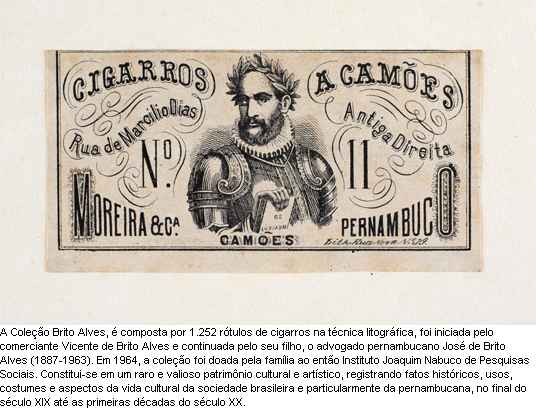 CIGARROS A CAMÕES
Rua de Marcilio Dias Antiga Direita
Nº 11
MOREIRA & Cª PERNAMBUCO
CAMÕES
A Coleção Brito Alves, é composta por 1.252 rótulos de cigarros na técnica litográfica, foi iniciada pelo
comerciante Vicente de Brito Alves e continuada pelo seu filho, o advogado pernambucano José de Brito
Alves (1887-1963). Em 1964, a coleção foi doada pela família ao então Instituto Joaquim Nabuco de Pesquisas
Sociais. Constitui-se em um raro e valioso patrimônio cultural e artístico, registrando fatos históricos, usos,
costumes e aspectos da vida cultural da sociedade brasileira e particularmente da pernambucana, no final do
século XIX até as primeiras décadas do século XX.